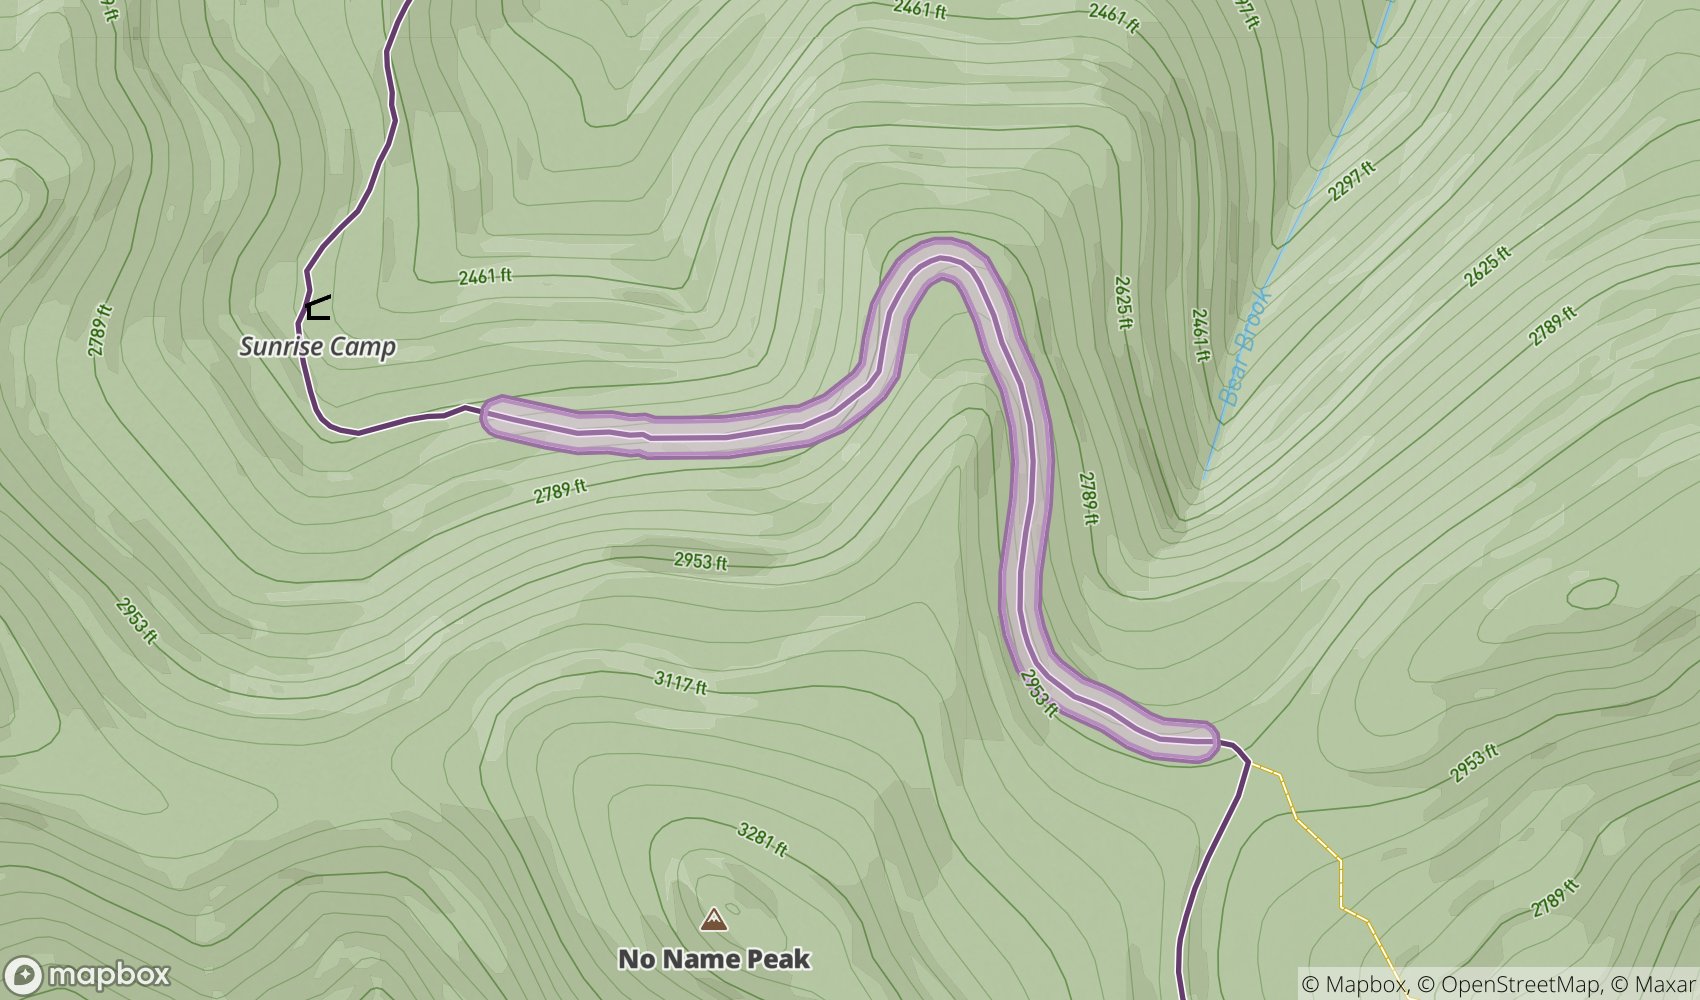 2461 ft
2461 ft
2297 ft
2461 ft
2625 ft
2625 ft
2789 ft
2461 ft
2789 ft
Bear Brook
Sunrise Camp
2789 ft
2789 ft
2953 ft
2953 ft
3117 ft
2953 ft
2953 ft
3281 ft
2789 ft
No Name Peak
mapbox
© Mapbox, © OpenStreetMap, © Maxar